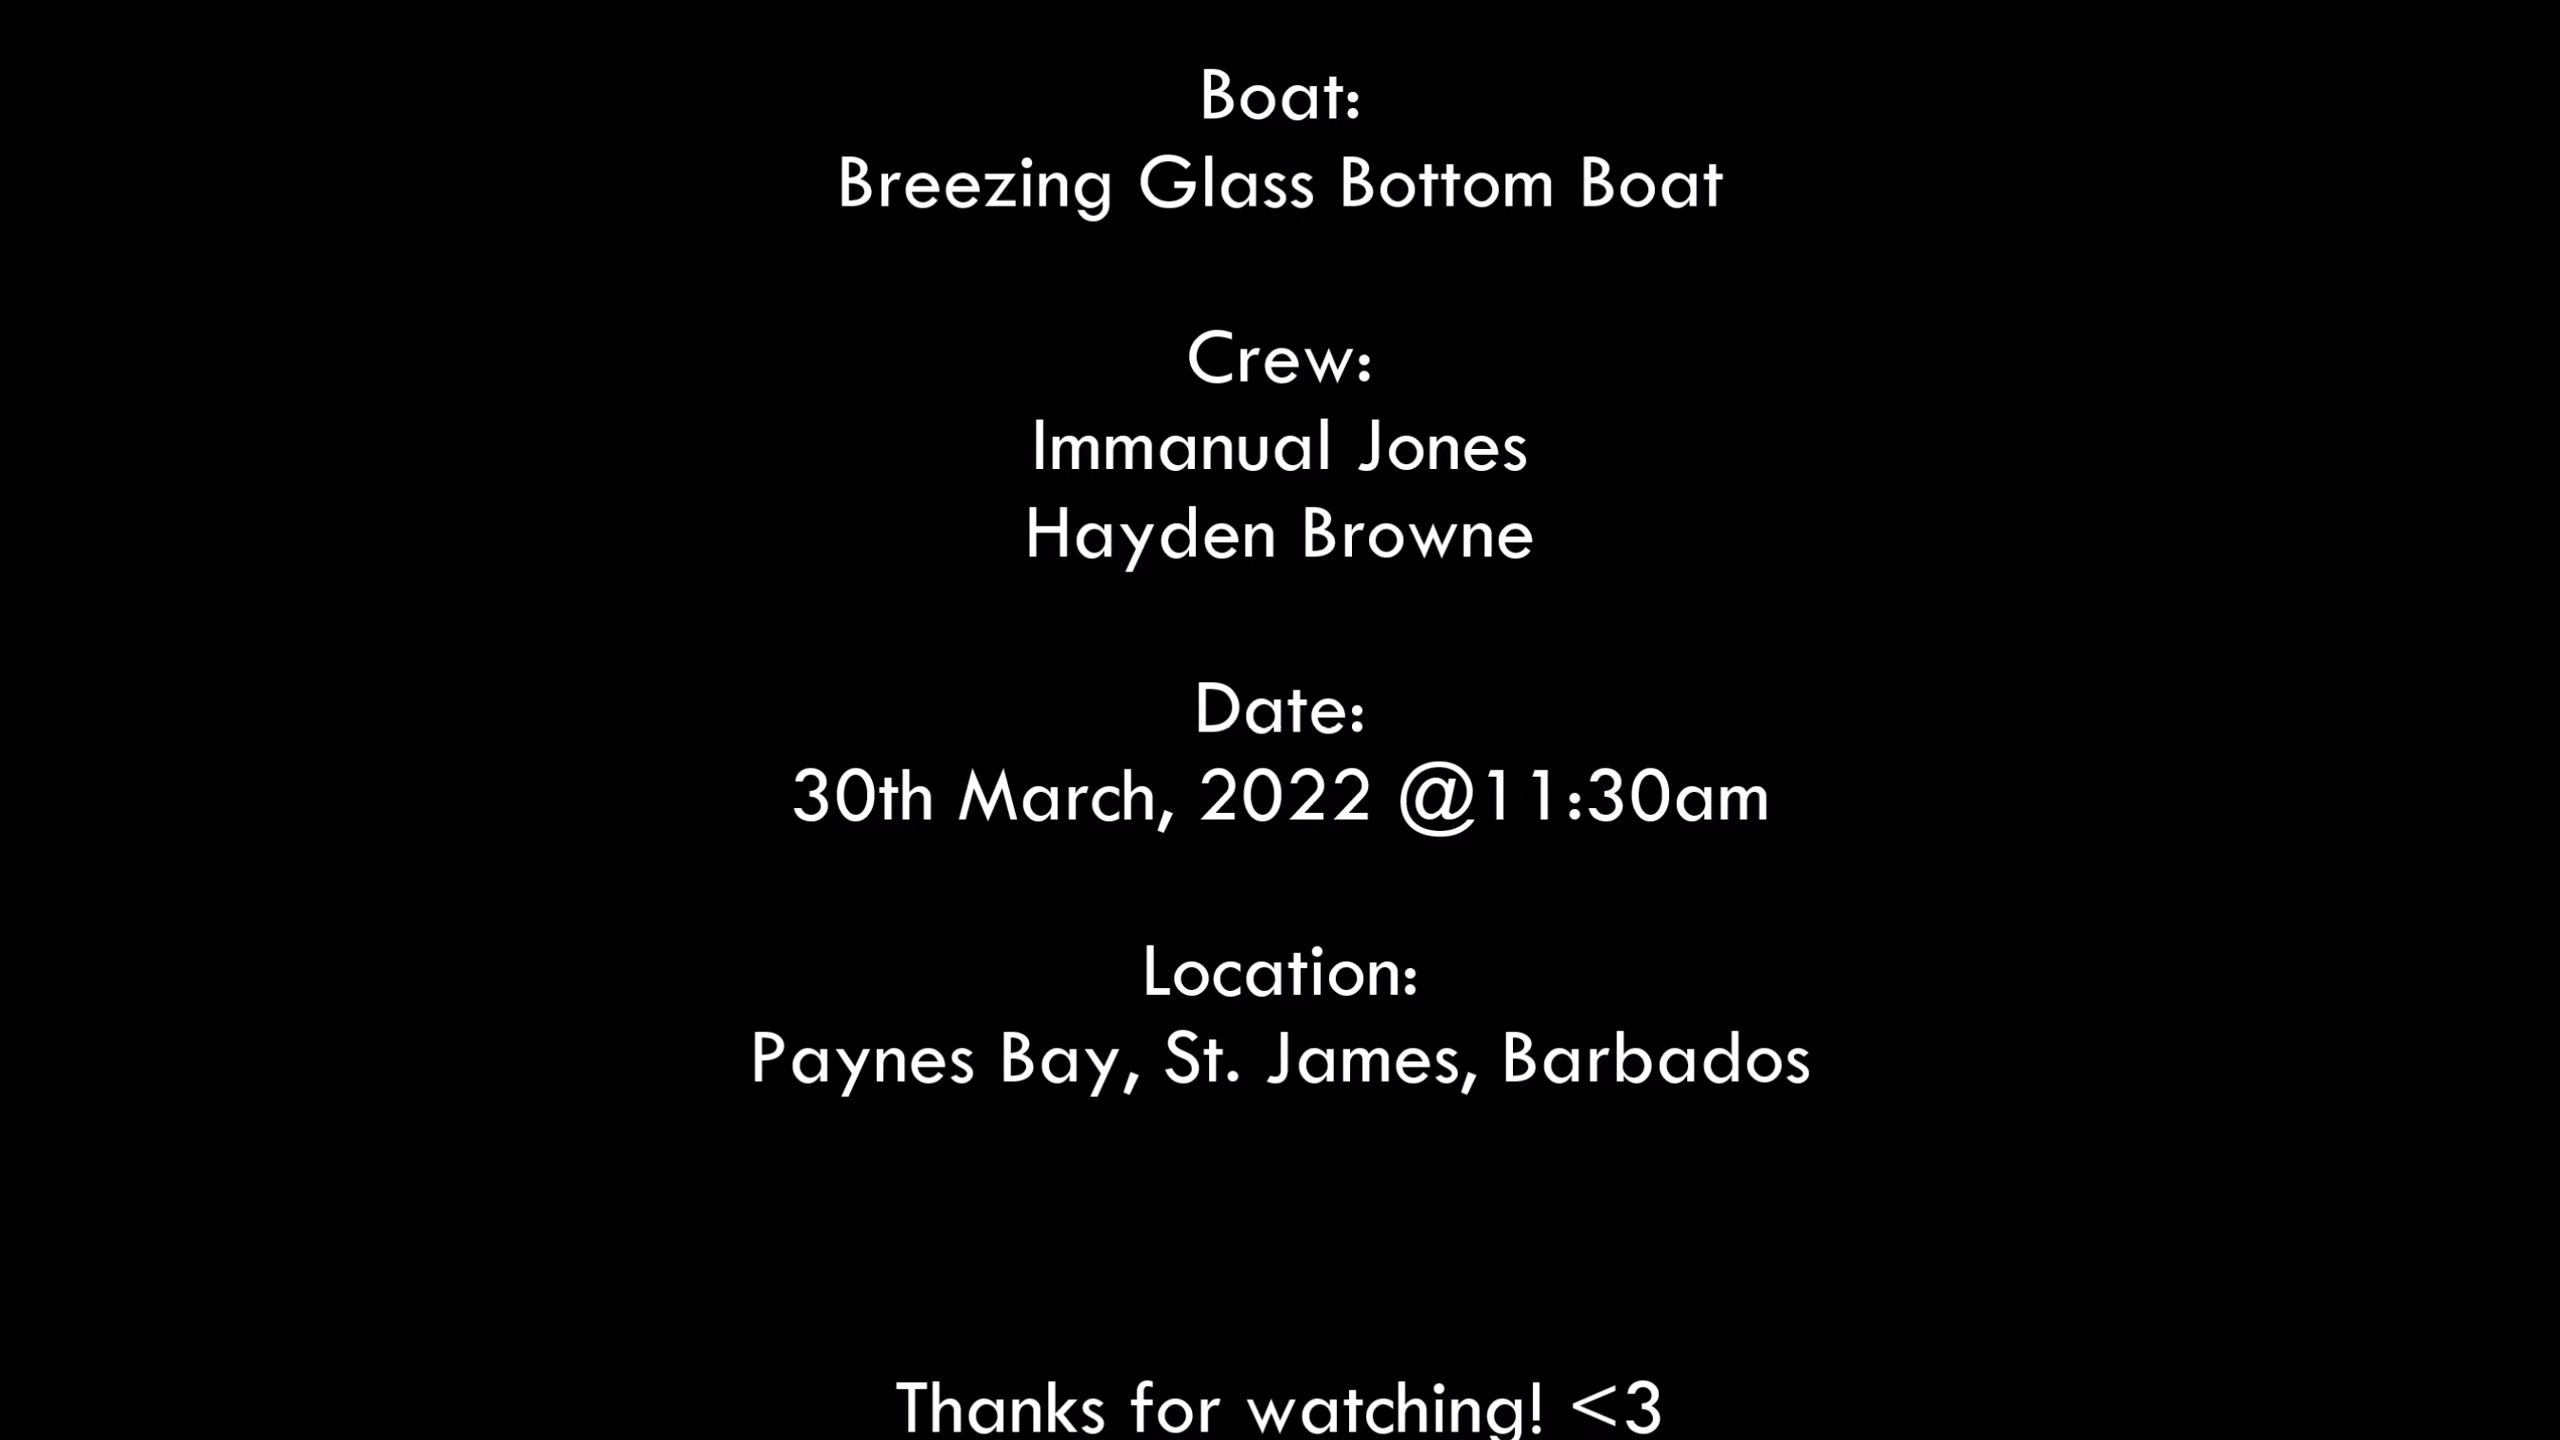 Boat:
Breezing Glass Bottom Boat
Crew:
Immanual Jones
Hayden Browne
Date:
30th March, 2022 @11:30am
Location:
Paynes Bay, St. James, Barbados
Thanks for watching! <3